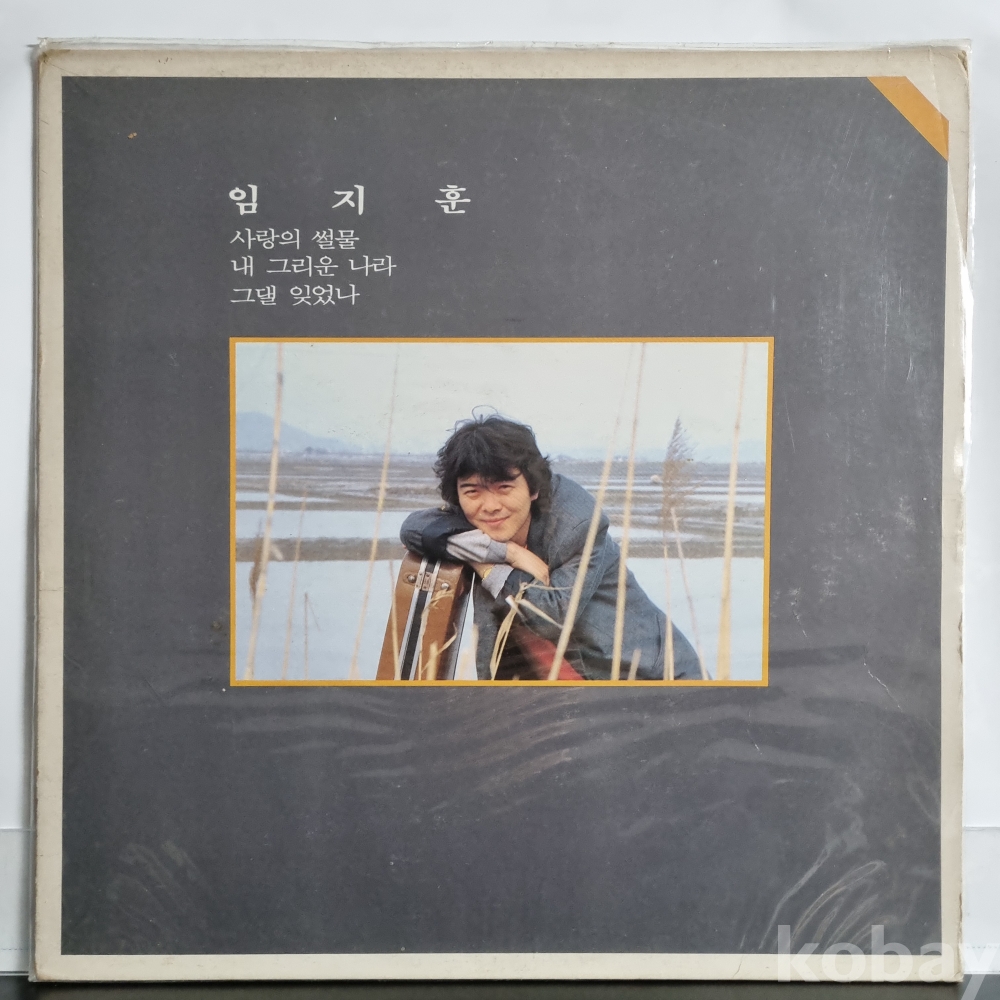 임 지 훈
사랑의 썰물
내 그리운 나라
그댈 잊었나
kobay